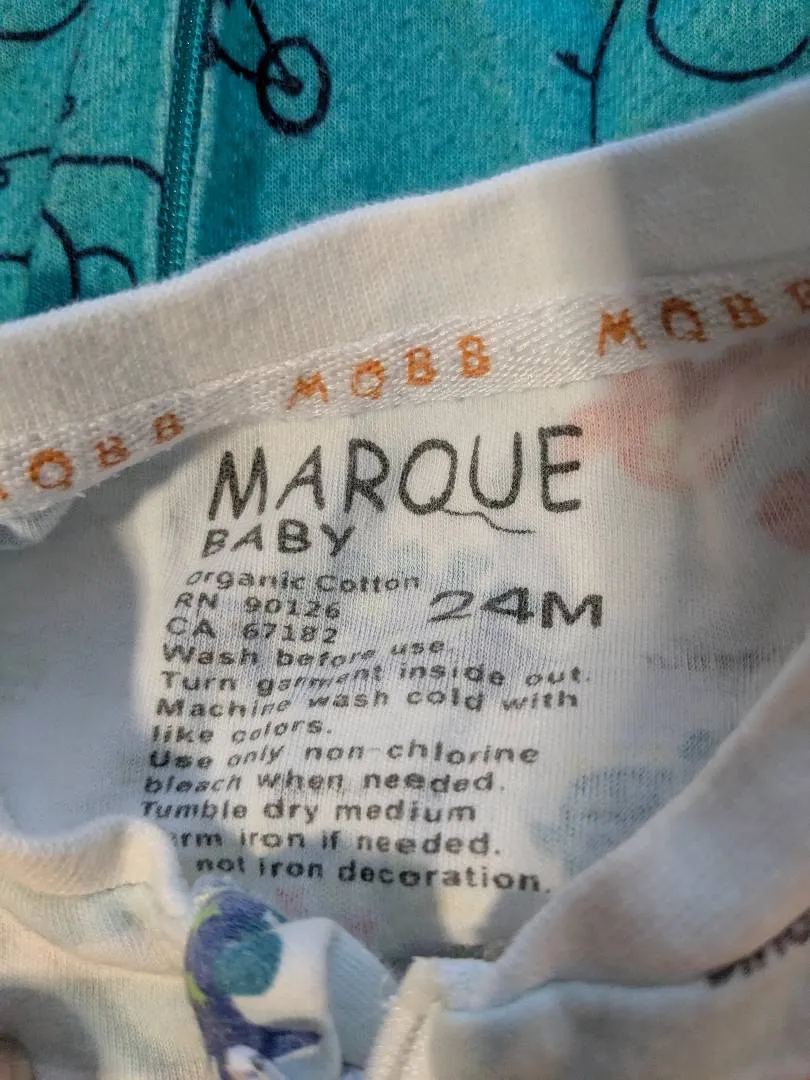 MQBB MQBB MQBB
MARQUE
BABY
organic Cotton
24M
RN 90126
CA 67182
Wash before use.
Turn garment inside out.
Machine wash cold with
like colors.
Use only non-chlorine
bleach when needed.
Tumble dry medium
arm iron if needed.
not iron decoration.